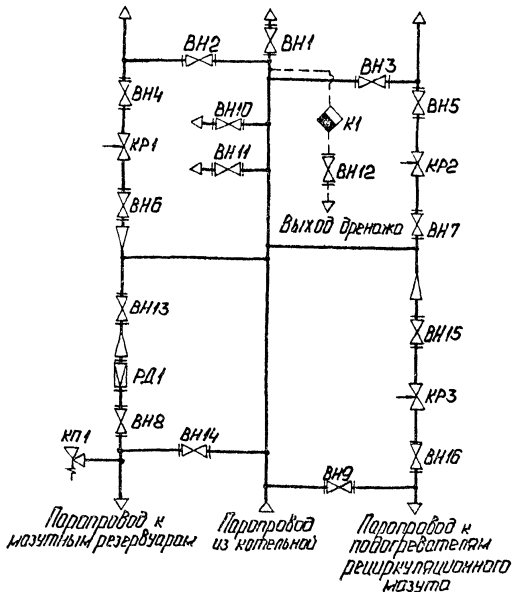 ВН1
ВН2
ВН3
ВН4
ВН5
ВН10
К1
КР1
ВН11
ВН12
КР2
ВН6
Выход дренажа
ВН7
ВН13
ВН15
РД1
КР3
ВН8
КП1
ВН14
ВН16
ВН9
Паропровод к
мазутным резервуарам
Паропровод
из котельной
Паропровод к
подогревателям
рециркуляционного
мазута